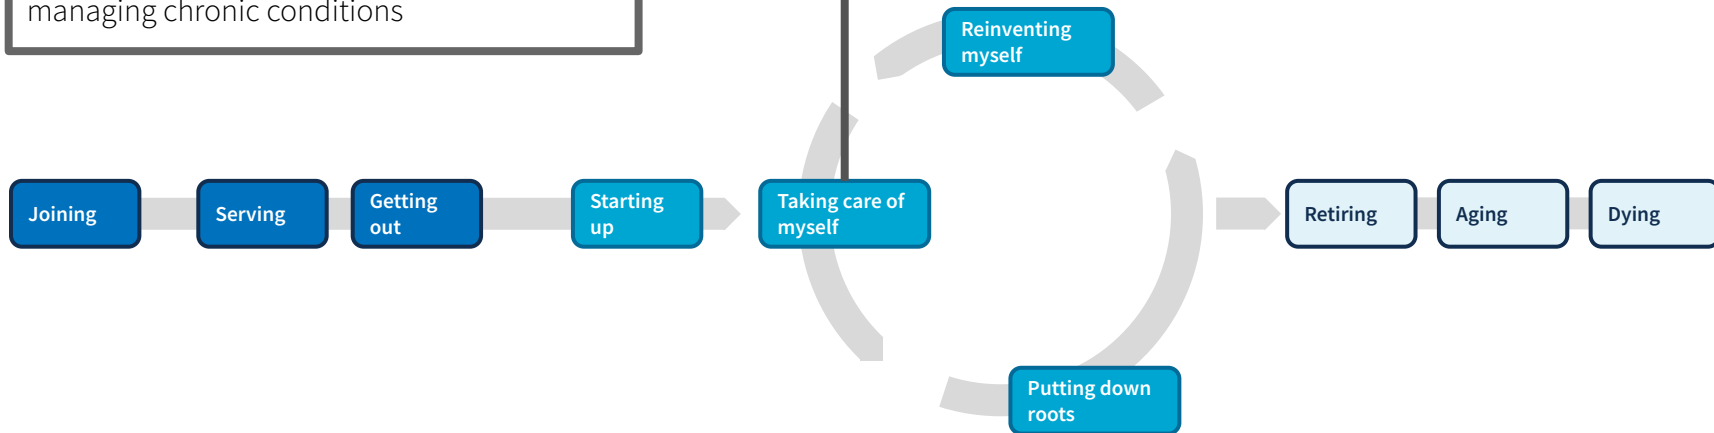 managing chronic conditions
Reinventing
myself
Joining
Serving
Getting
out
Starting
up
Taking care of
myself
Retiring
Aging
Dying
Putting down
roots